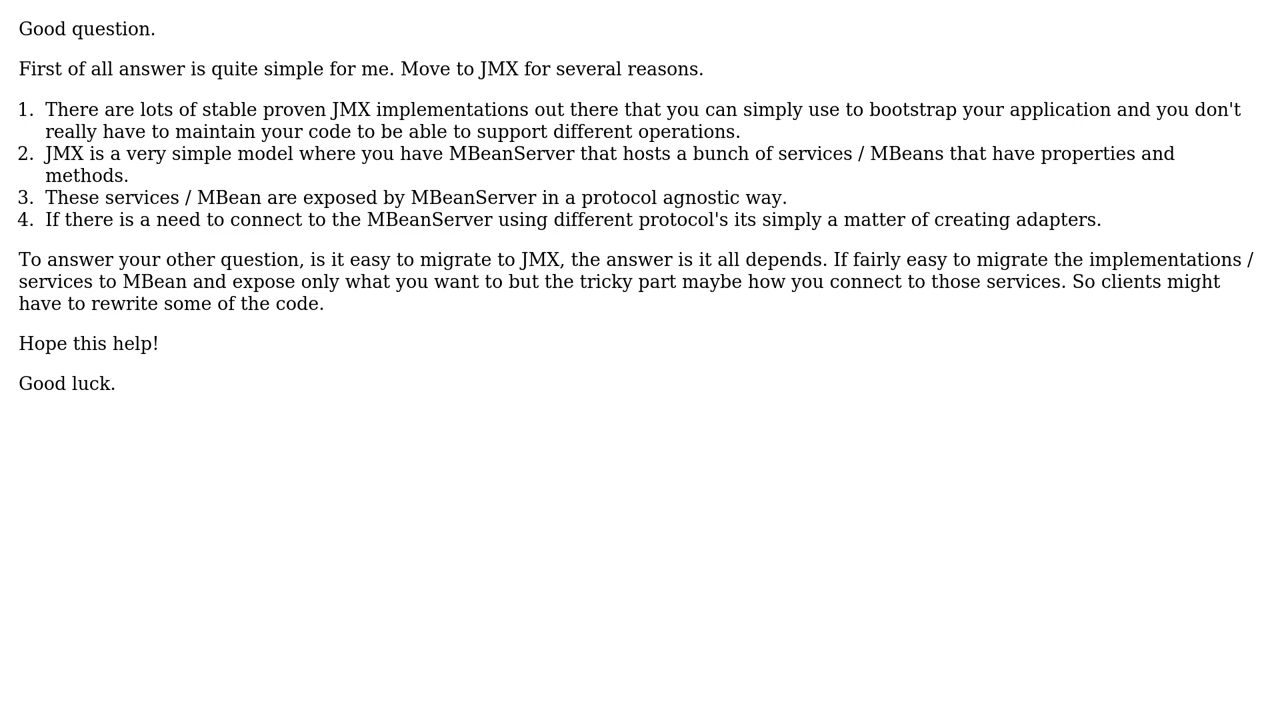 Good question.
First of all answer is quite simple for me. Move to JMX for several reasons.
1. There are lots of stable proven JMX implementations out there that you can simply use to bootstrap your application and you don't
really have to maintain your code to be able to support different operations.
2. JMX is a very simple model where you have MBeanServer that hosts a bunch of services / MBeans that have properties and
methods.
3. These services / MBean are exposed by MBeanServer in a protocol agnostic way.
4. If there is a need to connect to the MBeanServer using different protocol's its simply a matter of creating adapters.
To answer your other question, is it easy to migrate to JMX, the answer is it all depends. If fairly easy to migrate the implementations /
services to MBean and expose only what you want to but the tricky part maybe how you connect to those services. So clients might
have to rewrite some of the code.
Hope this help!
Good luck.